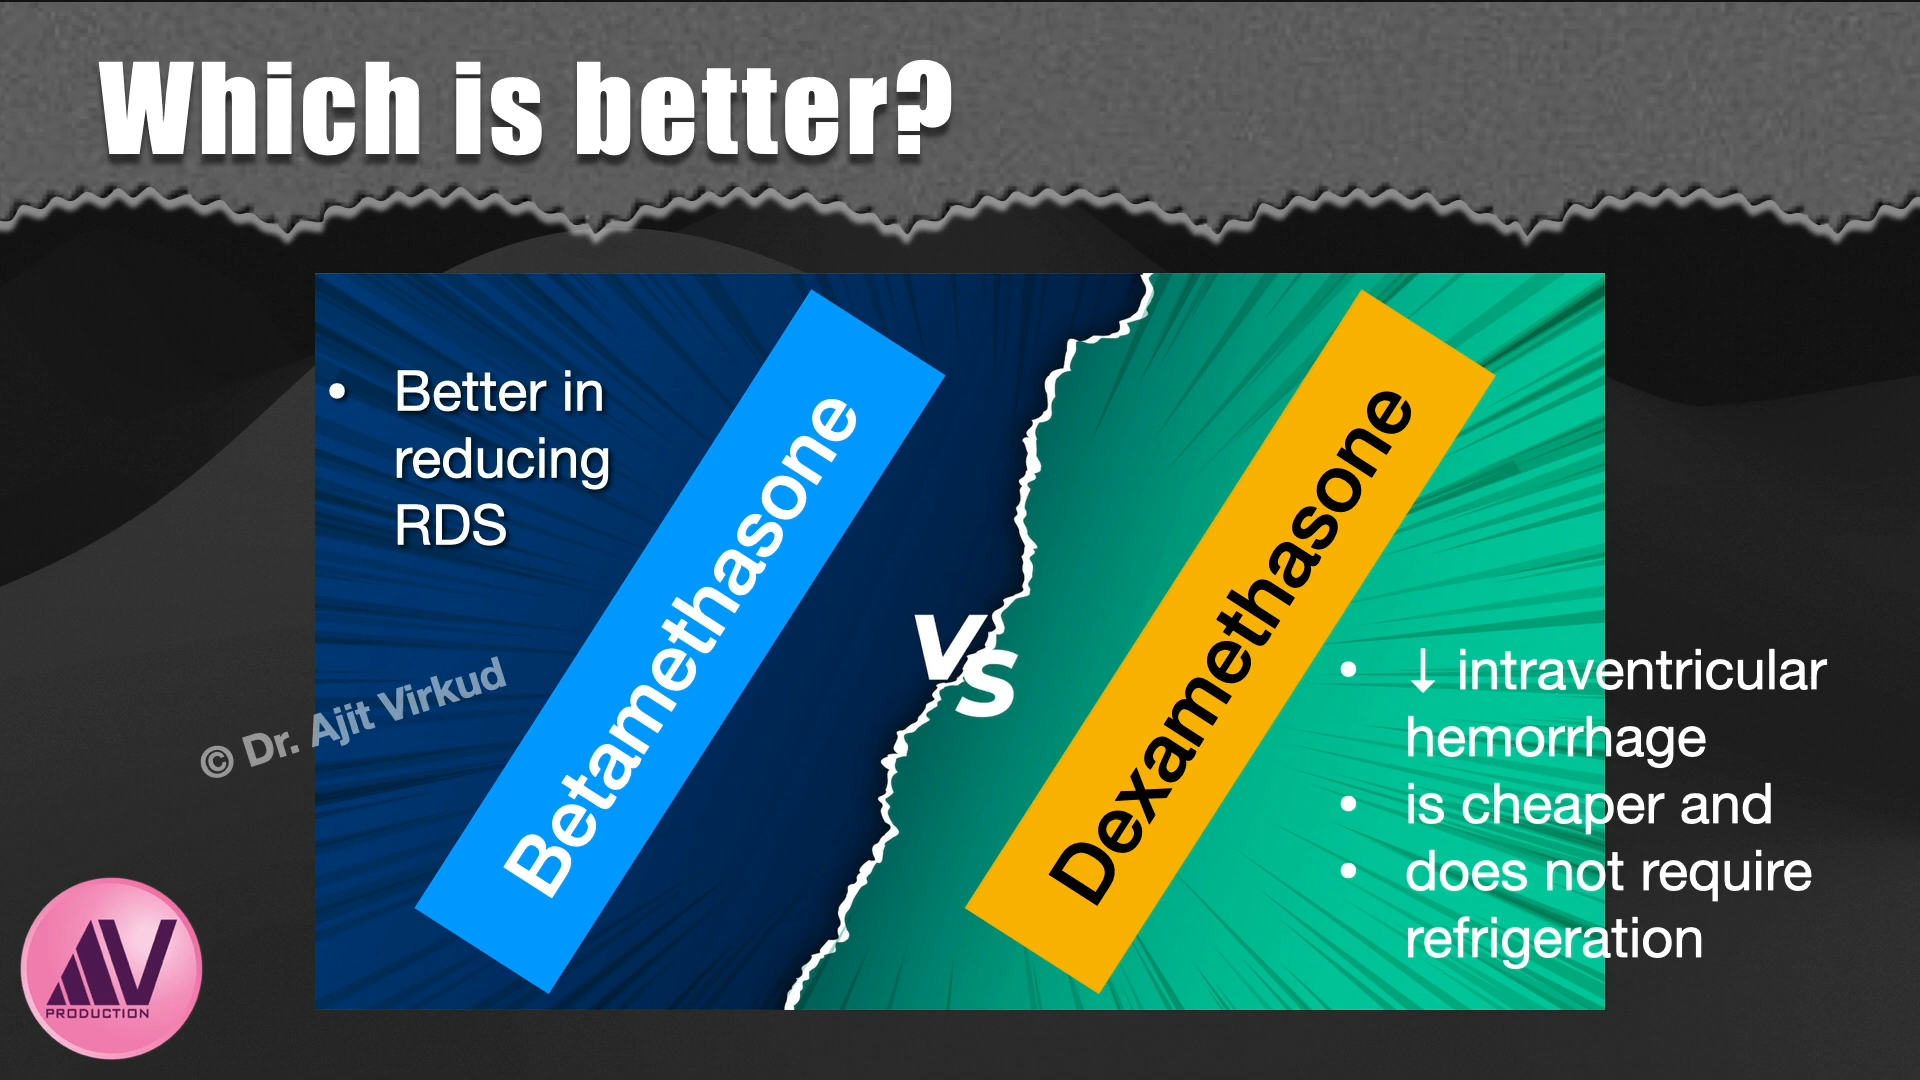 Which is better?
• Better in
reducing
RDS
Betamethasone
VS
Dexamethasone
• ↓ intraventricular
hemorrhage
• is cheaper and
• does not require
refrigeration
© Dr. Ajit Virkud
AV
PRODUCTION